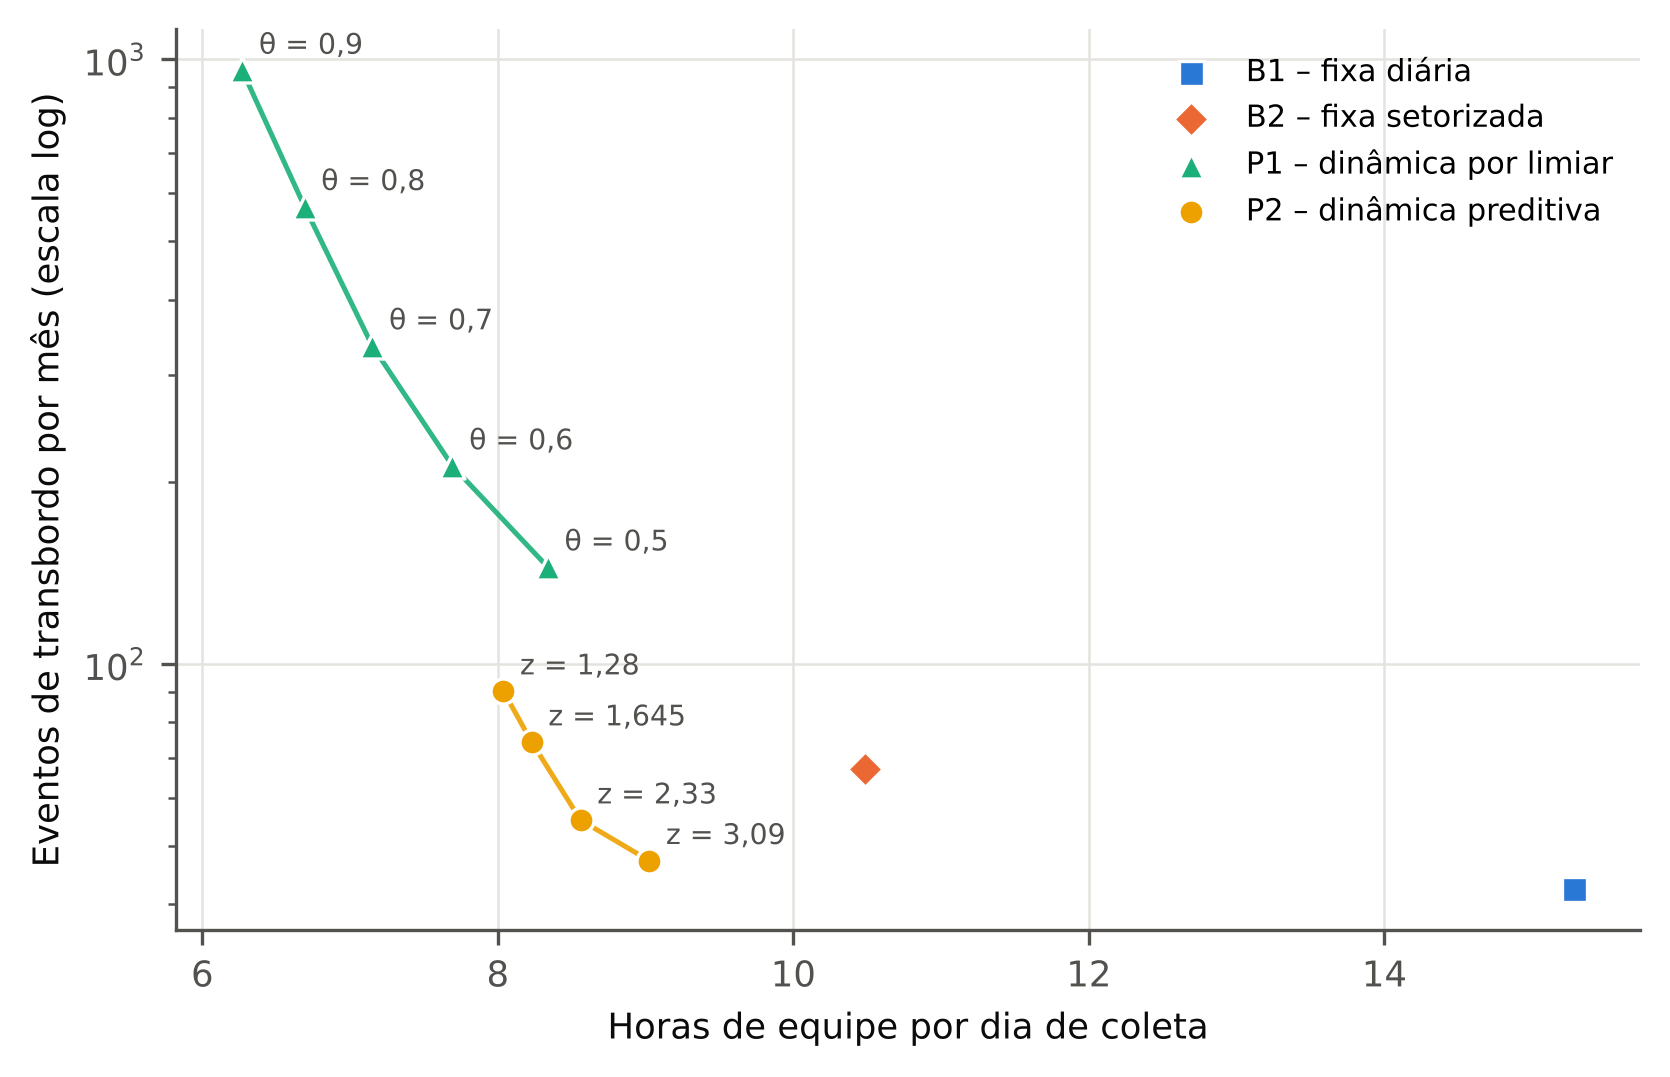 Eventos de transbordo por mês (escala log)
10³
10²
θ = 0,9
θ = 0,8
θ = 0,7
θ = 0,6
θ = 0,5
z = 1,28
z = 1,645
z = 2,33
z = 3,09
B1 – fixa diária
B2 – fixa setorizada
P1 – dinâmica por limiar
P2 – dinâmica preditiva
6 8 10 12 14
Horas de equipe por dia de coleta